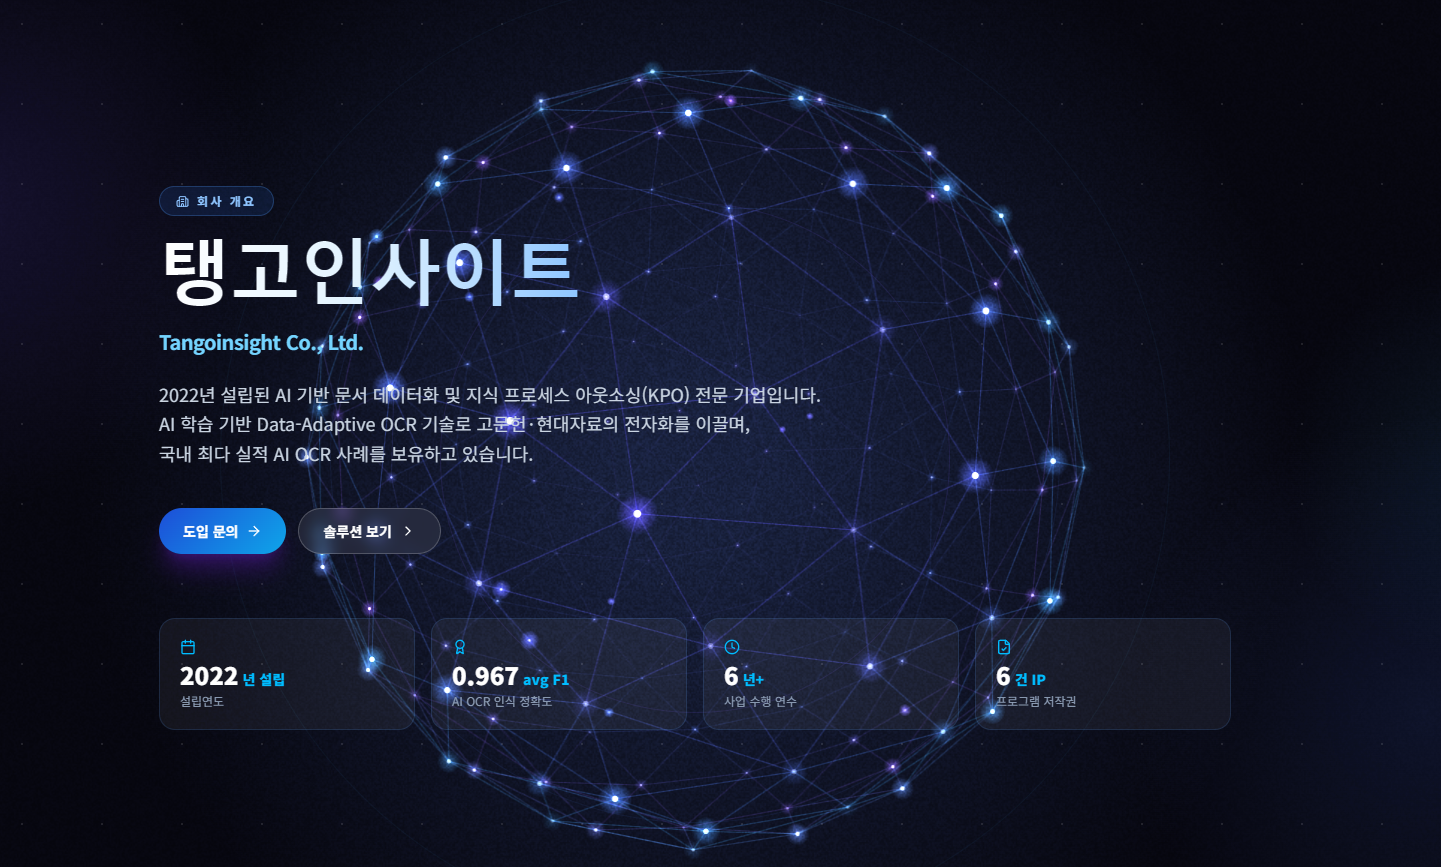 회사 개요
탱고인사이트
Tangoinsight Co., Ltd.
2022년 설립된 AI 기반 문서 데이터화 및 지식 프로세스 아웃소싱(KPO) 전문 기업입니다.
AI 학습 기반 Data-Adaptive OCR 기술로 고문헌·현대자료의 전자화를 이끌며,
국내 최다 실적 AI OCR 사례를 보유하고 있습니다.
도입 문의
솔루션 보기
2022 년 설립
설립연도
0.967 avg F1
AI OCR 인식 정확도
6 년+
사업 수행 연수
6 건 IP
프로그램 저작권